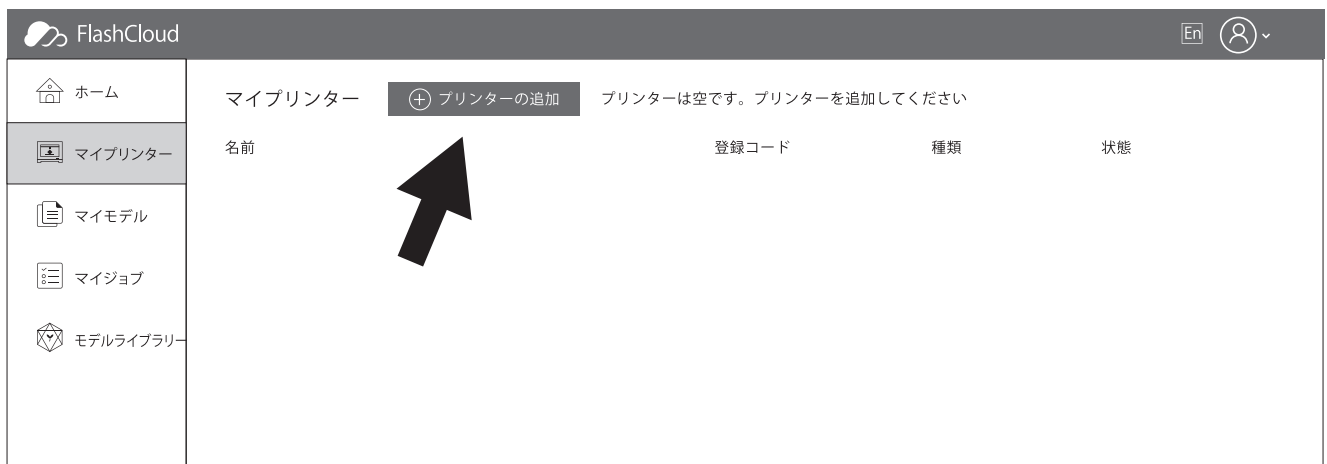 FlashCloud
En
ホーム
マイプリンター
マイモデル
マイジョブ
モデルライブラリー
マイプリンター
プリンターの追加
プリンターは空です。プリンターを追加してください
名前
登録コード
種類
状態